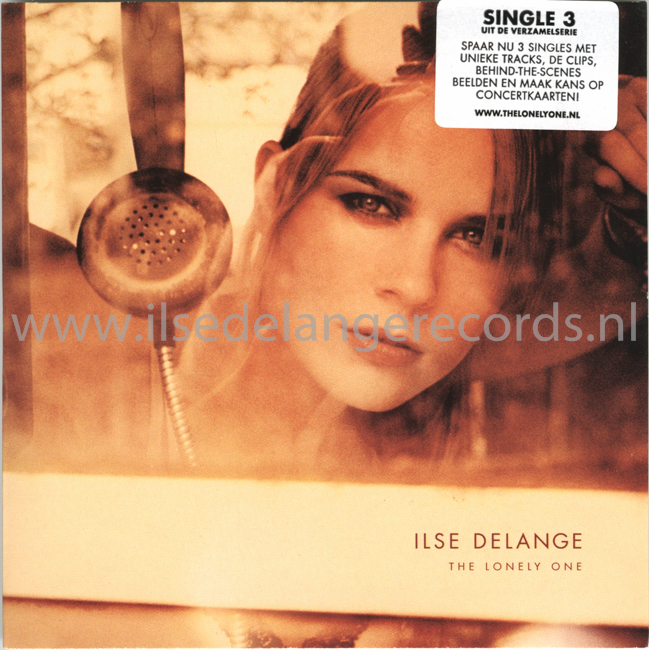 SINGLE 3
UIT DE VERZAMELSERIE
SPAAR NU 3 SINGLES MET
UNIEKE TRACKS, DE CLIPS,
BEHIND-THE-SCENES
BEELDEN EN MAAK KANS OP
CONCERTKAARTEN!
WWW.THELONELYONE.NL
www.ilsedelangerecords.nl
ILSE DELANGE
THE LONELY ONE